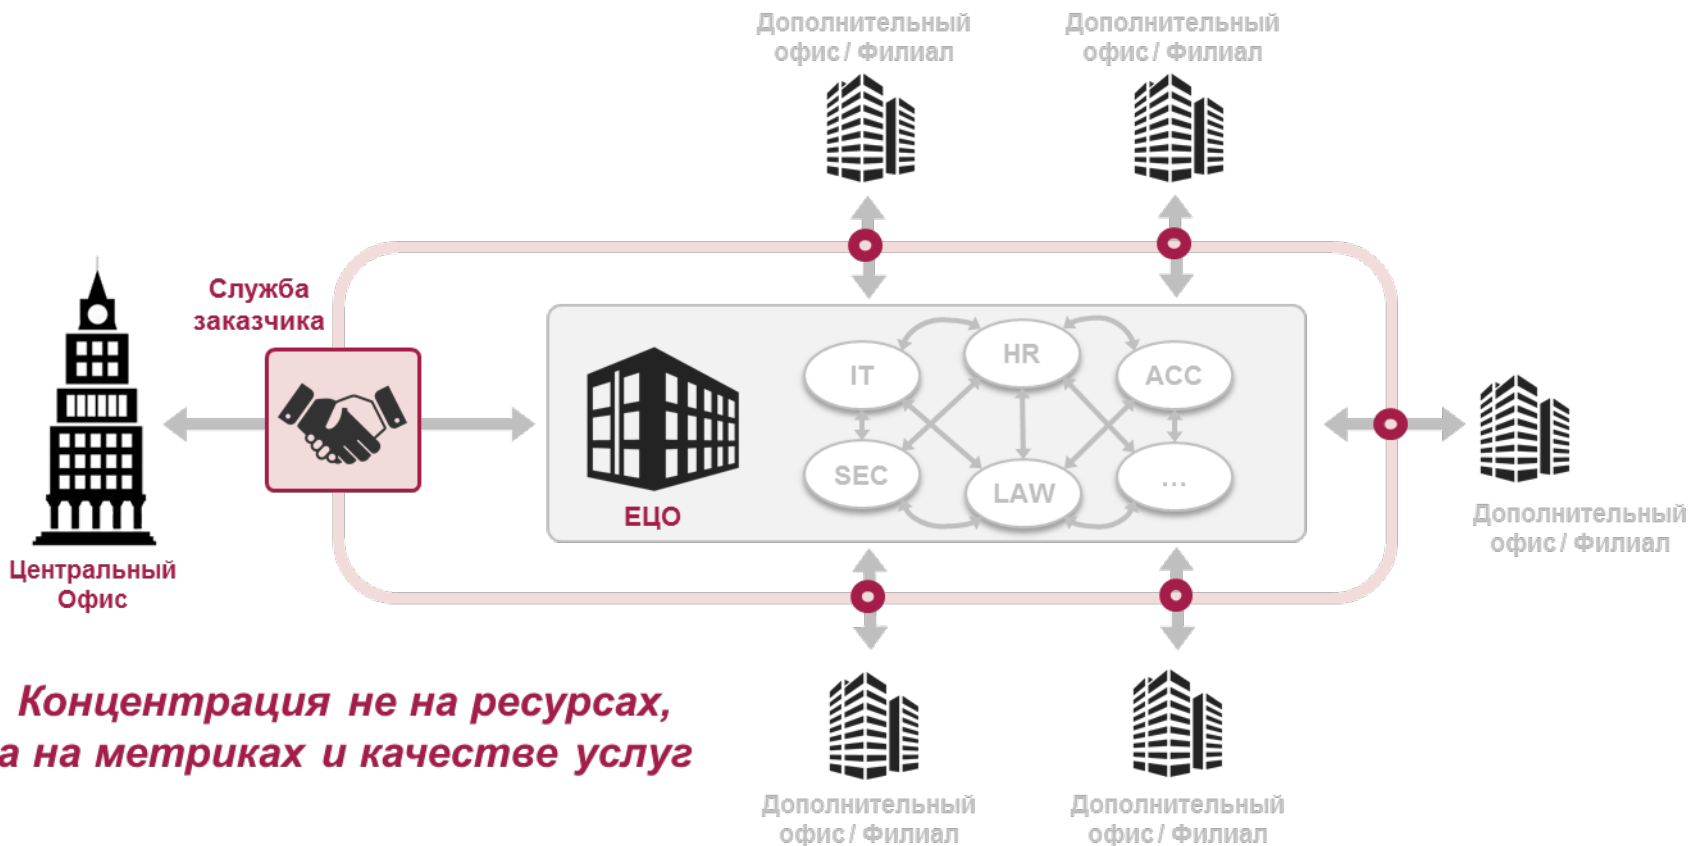 Дополнительный
офис / Филиал
Дополнительный
офис / Филиал
Служба
заказчика
IT
HR
ACC
SEC
LAW
...
ЕЦО
Центральный
Офис
Дополнительный
офис / Филиал
Концентрация не на ресурсах,
а на метриках и качестве услуг
Дополнительный
офис / Филиал
Дополнительный
офис / Филиал